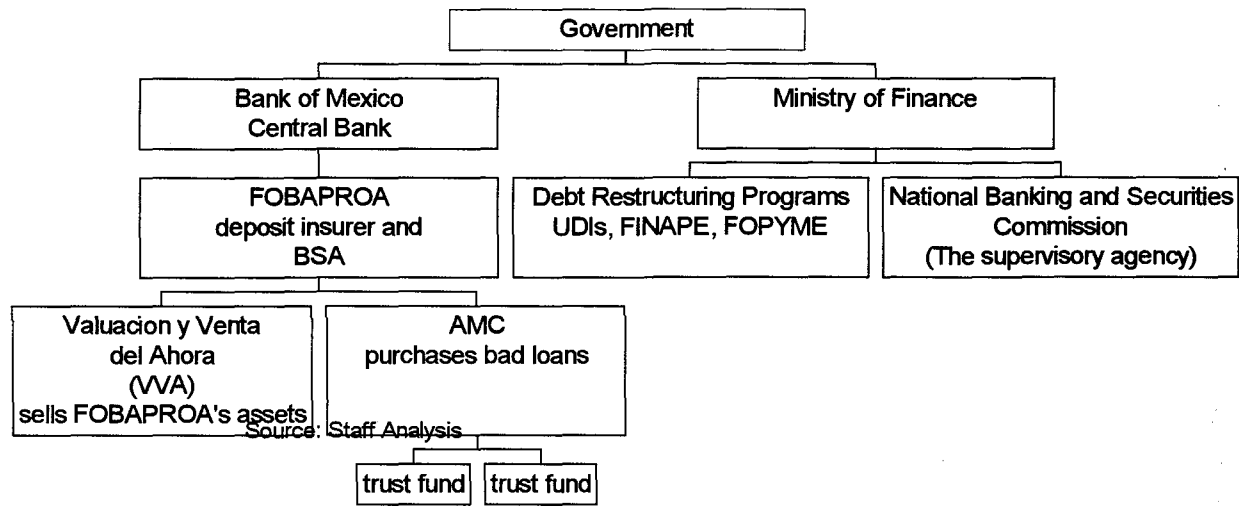 Government
Bank of Mexico
Central Bank
Ministry of Finance
FOBAPROA
deposit insurer and
BSA
Debt Restructuring Programs
UDIs, FINAPE, FOPYME
National Banking and Securities
Commission
(The supervisory agency)
Valuacion y Venta
del Ahora
(VVA)
sells FOBAPROA's assets
AMC
purchases bad loans
Source: Staff Analysis
trust fund
trust fund